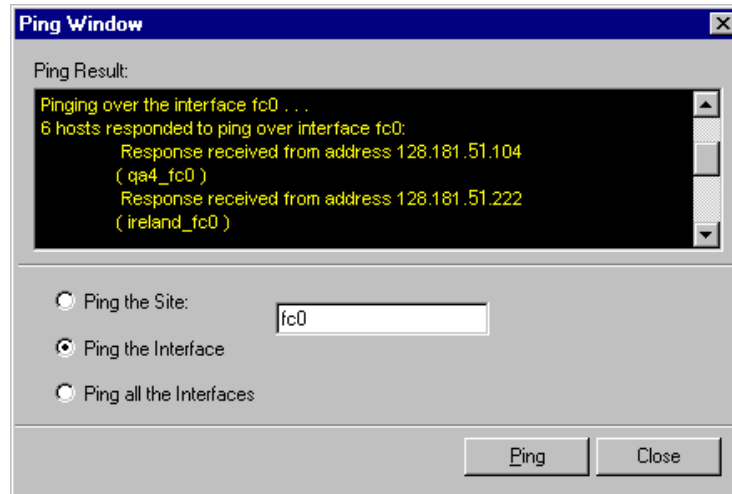 Ping Window
Ping Result:
Pinging over the interface fc0 . . .
6 hosts responded to ping over interface fc0:
Response received from address 128.181.51.104
( qa4_fc0 )
Response received from address 128.181.51.222
( ireland_fc0 )
Ping the Site:
fc0
Ping the Interface
Ping all the Interfaces
Ping
Close